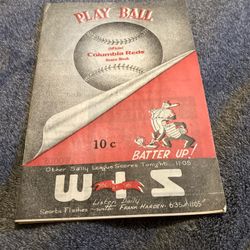 PLAY BALL
Official
Columbia Reds
Score Book
10c
BATTER UP!
Other Sally League Scores Tonight... 11:05
W I S
Listen Daily
Sports Flashes - with FRANK HARDEN - 6:35 & 11:05